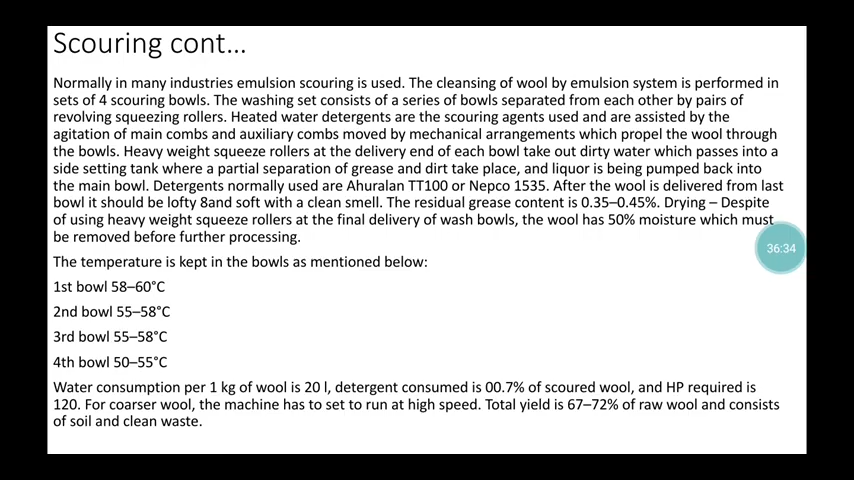 Scouring cont...
Normally in many industries emulsion scouring is used. The cleansing of wool by emulsion system is performed in
sets of 4 scouring bowls. The washing set consists of a series of bowls separated from each other by pairs of
revolving squeezing rollers. Heated water detergents are the scouring agents used and are assisted by the
agitation of main combs and auxiliary combs moved by mechanical arrangements which propel the wool through
the bowls. Heavy weight squeeze rollers at the delivery end of each bowl take out dirty water which passes into a
side setting tank where a partial separation of grease and dirt take place, and liquor is being pumped back into
the main bowl. Detergents normally used are Ahuralan TT100 or Nepco 1535. After the wool is delivered from last
bowl it should be lofty 8and soft with a clean smell. The residual grease content is 0.35–0.45%. Drying – Despite
of using heavy weight squeeze rollers at the final delivery of wash bowls, the wool has 50% moisture which must
be removed before further processing.
36:34
The temperature is kept in the bowls as mentioned below:
1st bowl 58–60°C
2nd bowl 55–58°C
3rd bowl 55–58°C
4th bowl 50–55°C
Water consumption per 1 kg of wool is 20 l, detergent consumed is 00.7% of scoured wool, and HP required is
120. For coarser wool, the machine has to set to run at high speed. Total yield is 67–72% of raw wool and consists
of soil and clean waste.